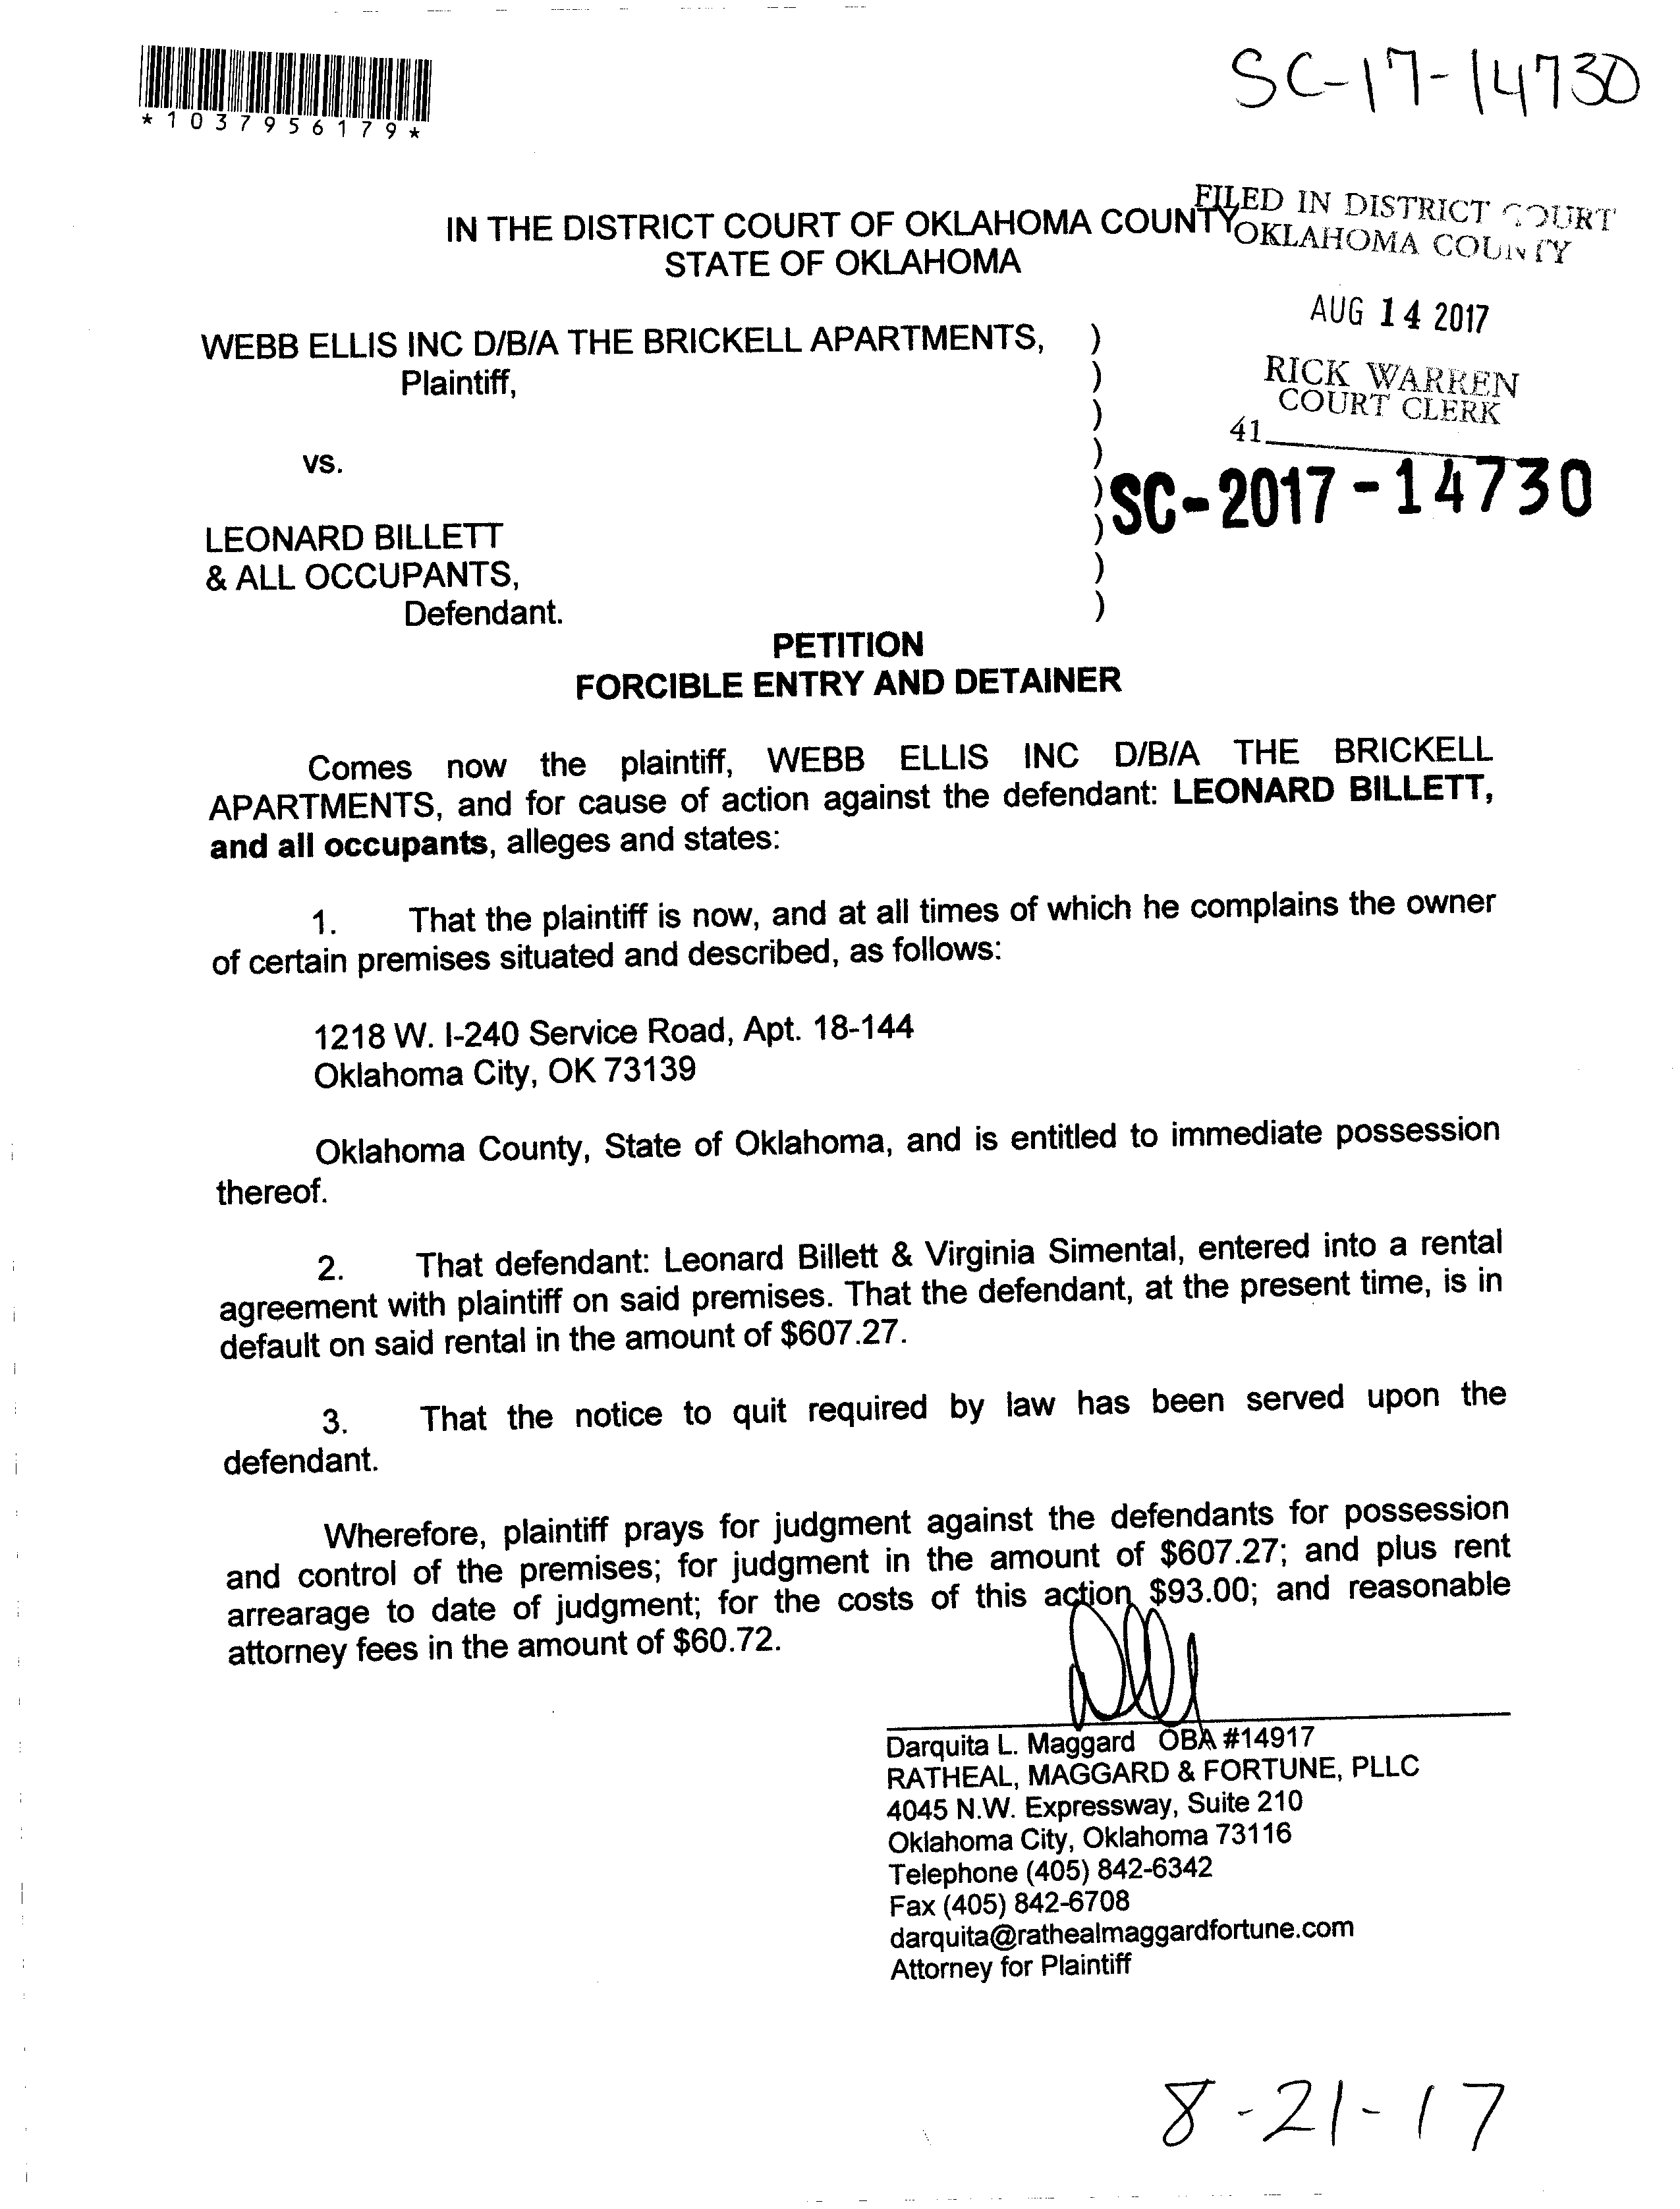 SC-17-14730
*1037956179*
FILED IN DISTRICT COURT
OKLAHOMA COUNTY
IN THE DISTRICT COURT OF OKLAHOMA COUNTY
STATE OF OKLAHOMA
AUG 14 2017
RICK WARREN
COURT CLERK
41
WEBB ELLIS INC D/B/A THE BRICKELL APARTMENTS, )
Plaintiff, )
)
vs. )
) SC-2017-14730
LEONARD BILLETT )
& ALL OCCUPANTS, )
Defendant. )
PETITION
FORCIBLE ENTRY AND DETAINER
Comes now the plaintiff, WEBB ELLIS INC D/B/A THE BRICKELL
APARTMENTS, and for cause of action against the defendant: LEONARD BILLETT,
and all occupants, alleges and states:
1. That the plaintiff is now, and at all times of which he complains the owner
of certain premises situated and described, as follows:
1218 W. I-240 Service Road, Apt. 18-144
Oklahoma City, OK 73139
Oklahoma County, State of Oklahoma, and is entitled to immediate possession
thereof.
2. That defendant: Leonard Billett & Virginia Simental, entered into a rental
agreement with plaintiff on said premises. That the defendant, at the present time, is in
default on said rental in the amount of $607.27.
3. That the notice to quit required by law has been served upon the
defendant.
Wherefore, plaintiff prays for judgment against the defendants for possession
and control of the premises; for judgment in the amount of $607.27; and plus rent
arrearage to date of judgment; for the costs of this action $93.00; and reasonable
attorney fees in the amount of $60.72.
Darquita L. Maggard OBA #14917
RATHEAL, MAGGARD & FORTUNE, PLLC
4045 N.W. Expressway, Suite 210
Oklahoma City, Oklahoma 73116
Telephone (405) 842-6342
Fax (405) 842-6708
darquita@rathealmaggardfortune.com
Attorney for Plaintiff
8-21-17